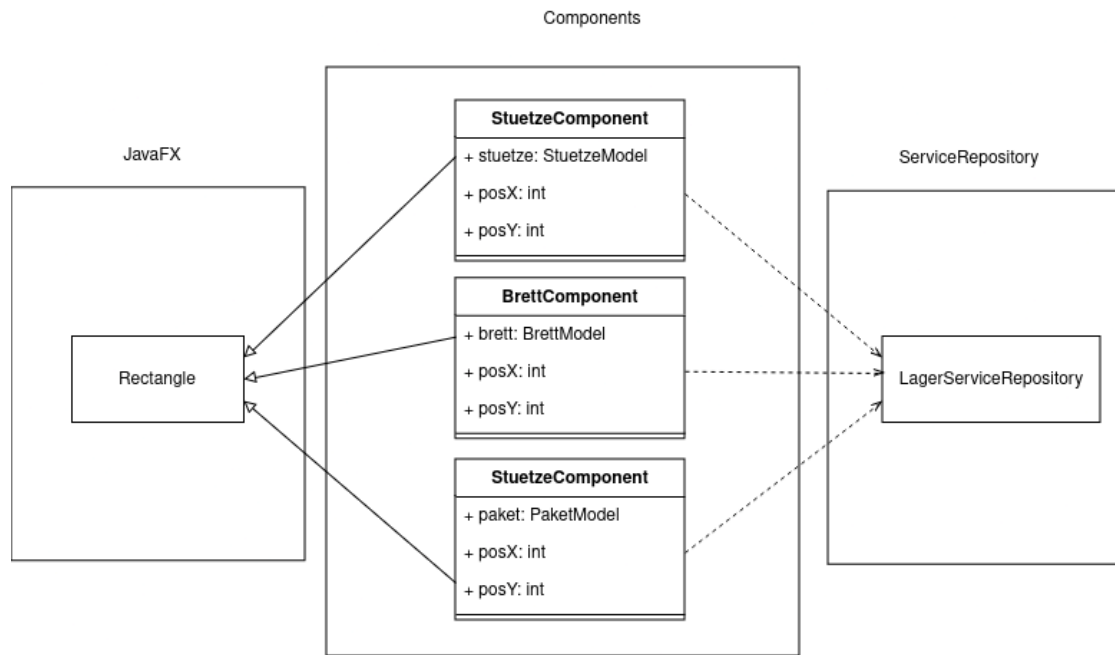 Components
JavaFX
ServiceRepository
StuetzeComponent
+ stuetze: StuetzeModel
+ posX: int
+ posY: int
BrettComponent
+ brett: BrettModel
+ posX: int
+ posY: int
StuetzeComponent
+ paket: PaketModel
+ posX: int
+ posY: int
Rectangle
LagerServiceRepository